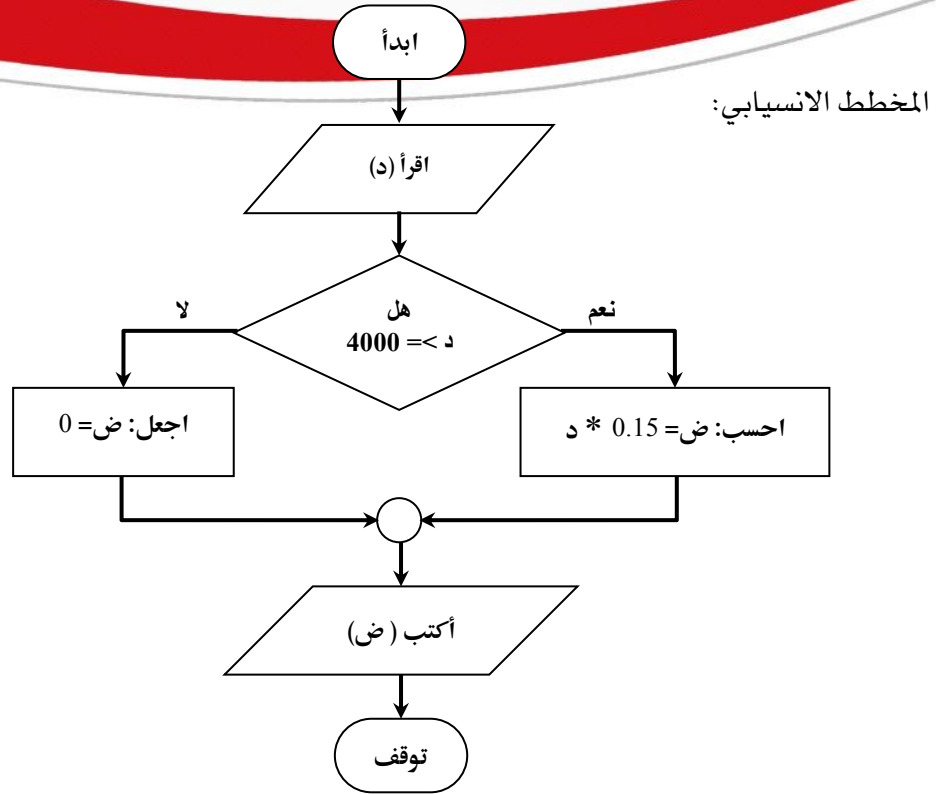 المخطط الانسيابي:
ابدأ
اقرأ (د)
هل
د >= 4000
نعم
لا
احسب: ض= 0.15 * د
اجعل: ض= 0
أكتب ( ض)
توقف